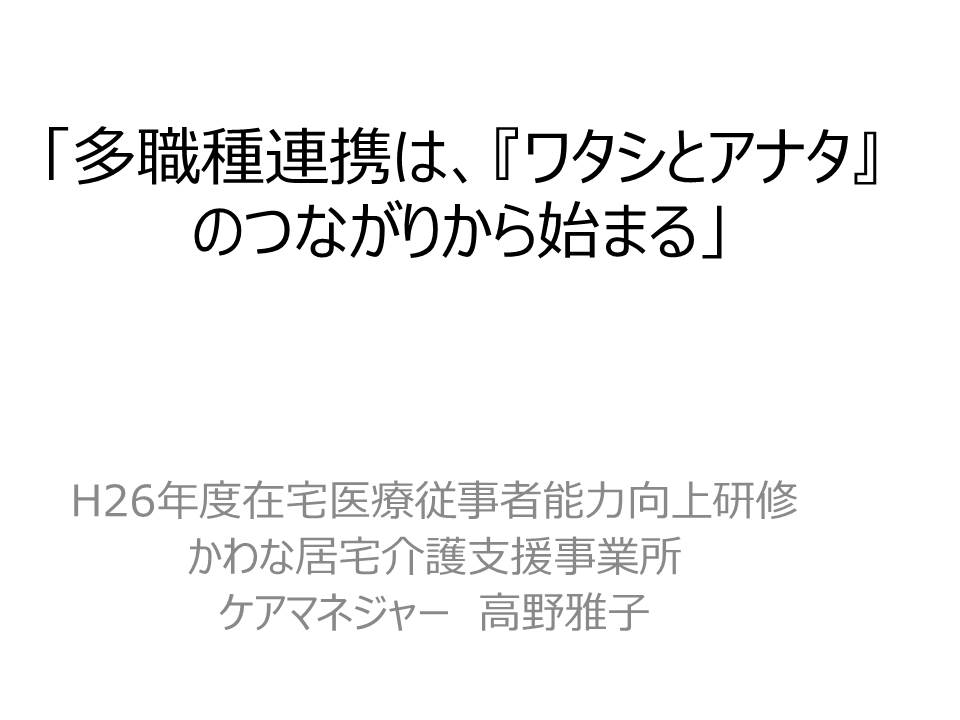 「多職種連携は、『ワタシとアナタ』
のつながりから始まる」
H26年度在宅医療従事者能力向上研修
かわな居宅介護支援事業所
ケアマネジャー　高野雅子